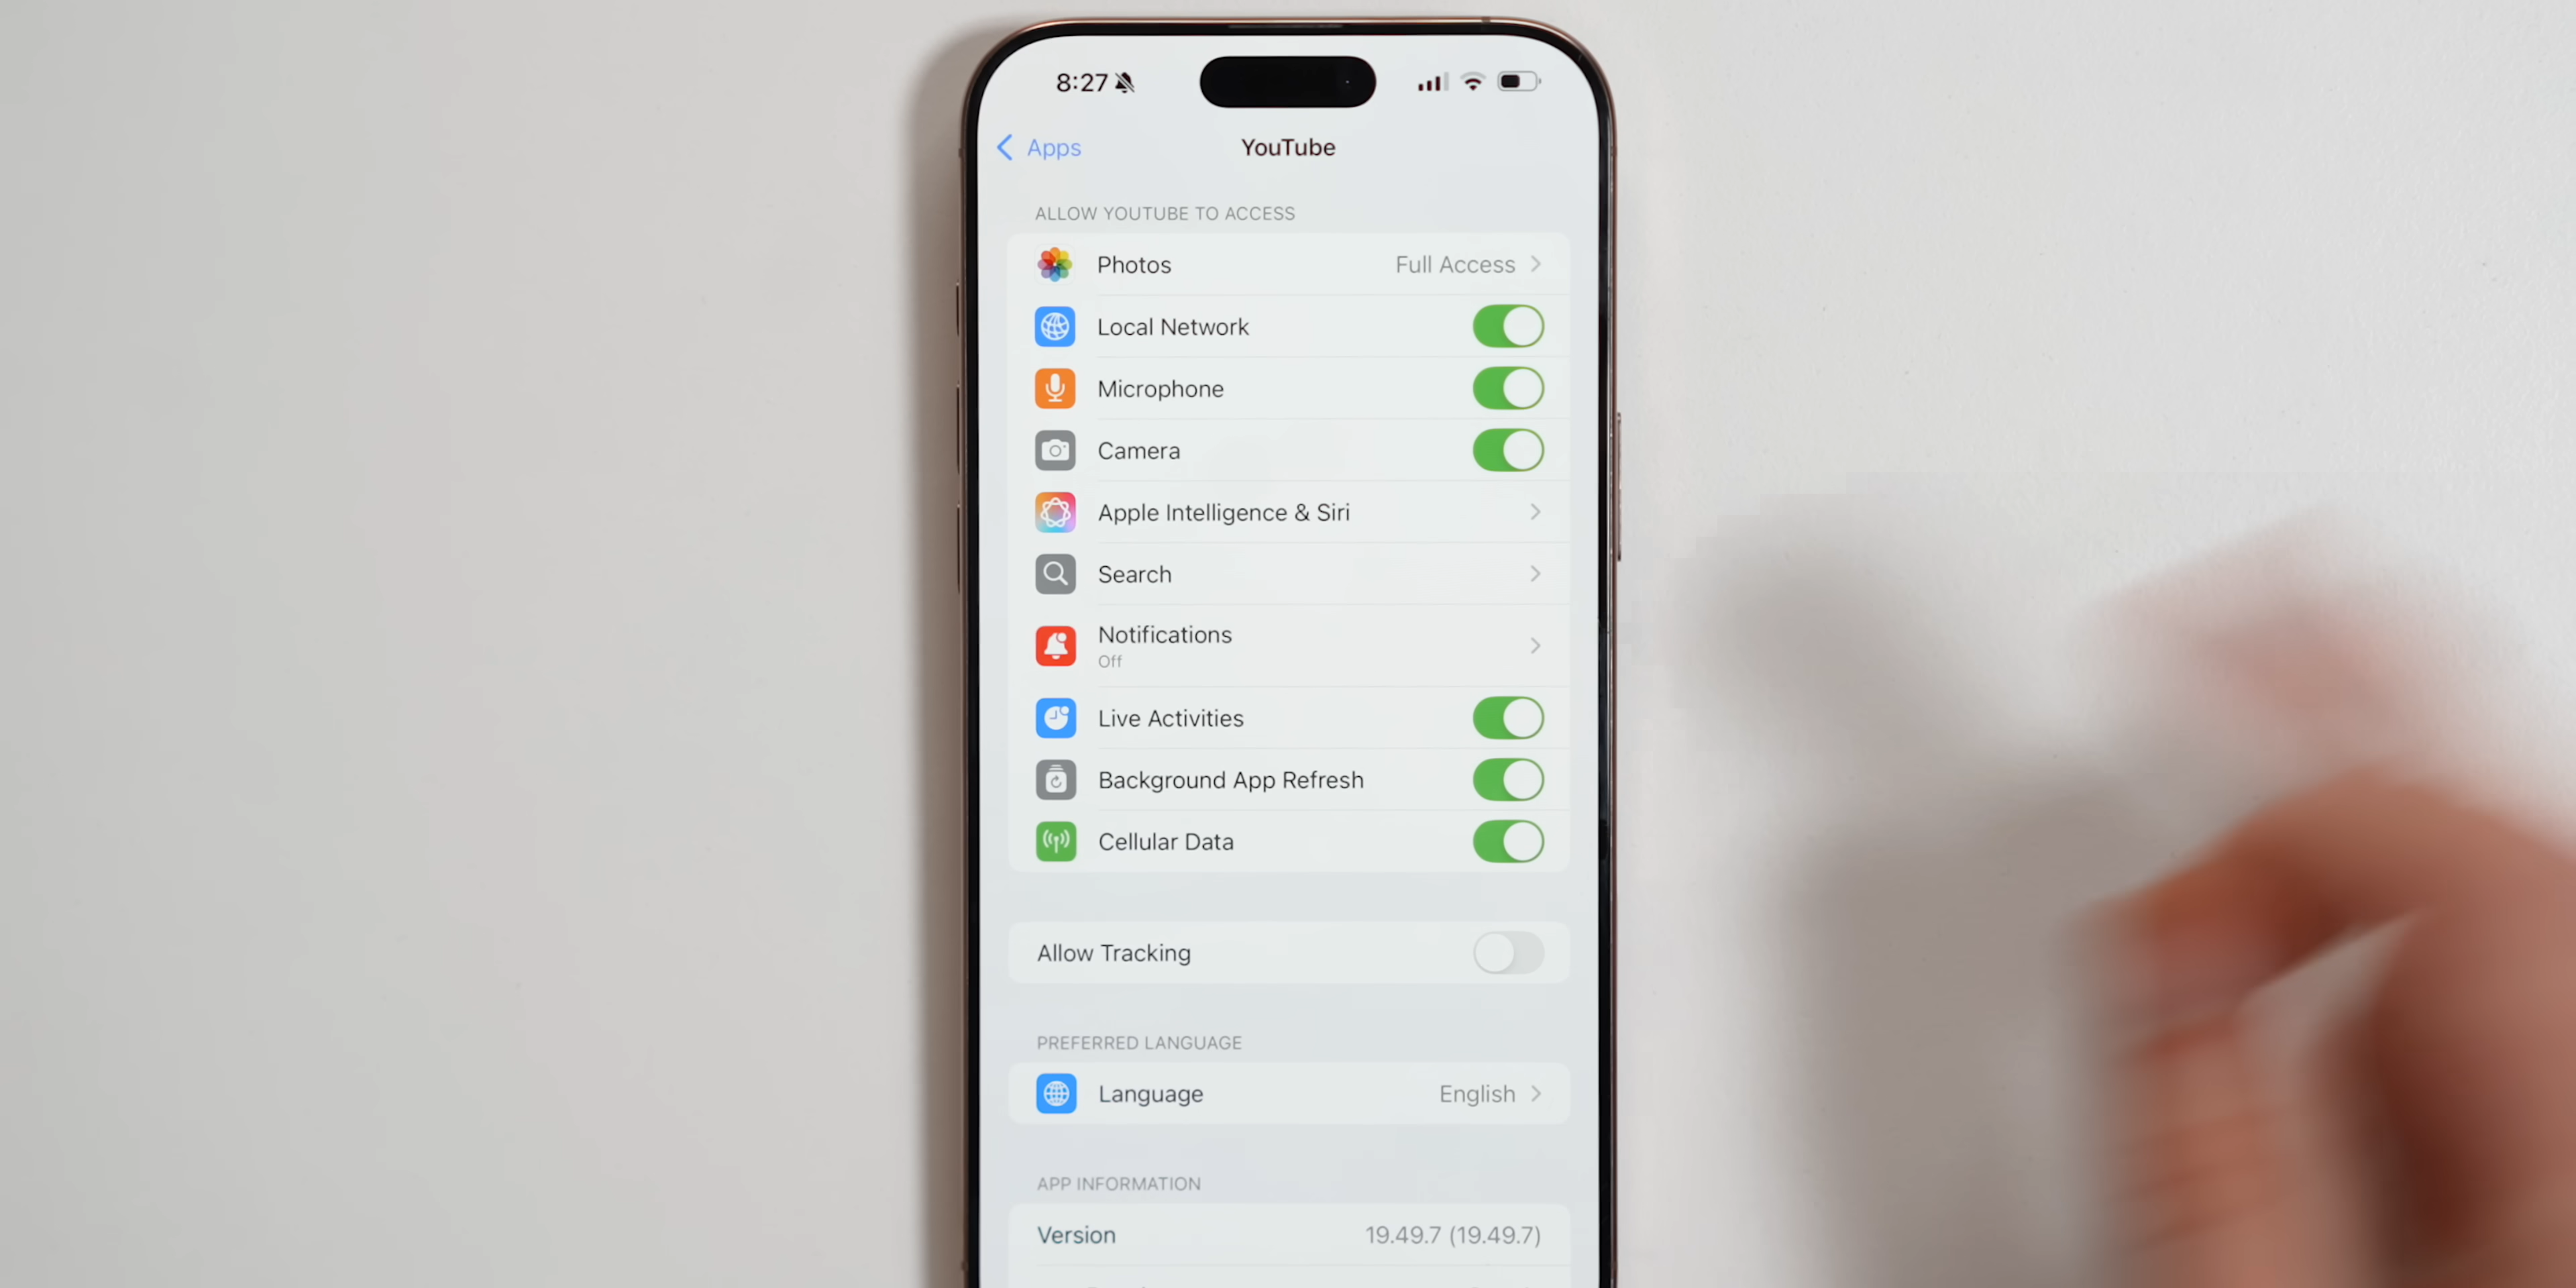 8:27
Apps
YouTube
ALLOW YOUTUBE TO ACCESS
Photos Full Access
Local Network
Microphone
Camera
Apple Intelligence & Siri
Search
Notifications
Off
Live Activities
Background App Refresh
Cellular Data
Allow Tracking
PREFERRED LANGUAGE
Language English
APP INFORMATION
Version 19.49.7 (19.49.7)